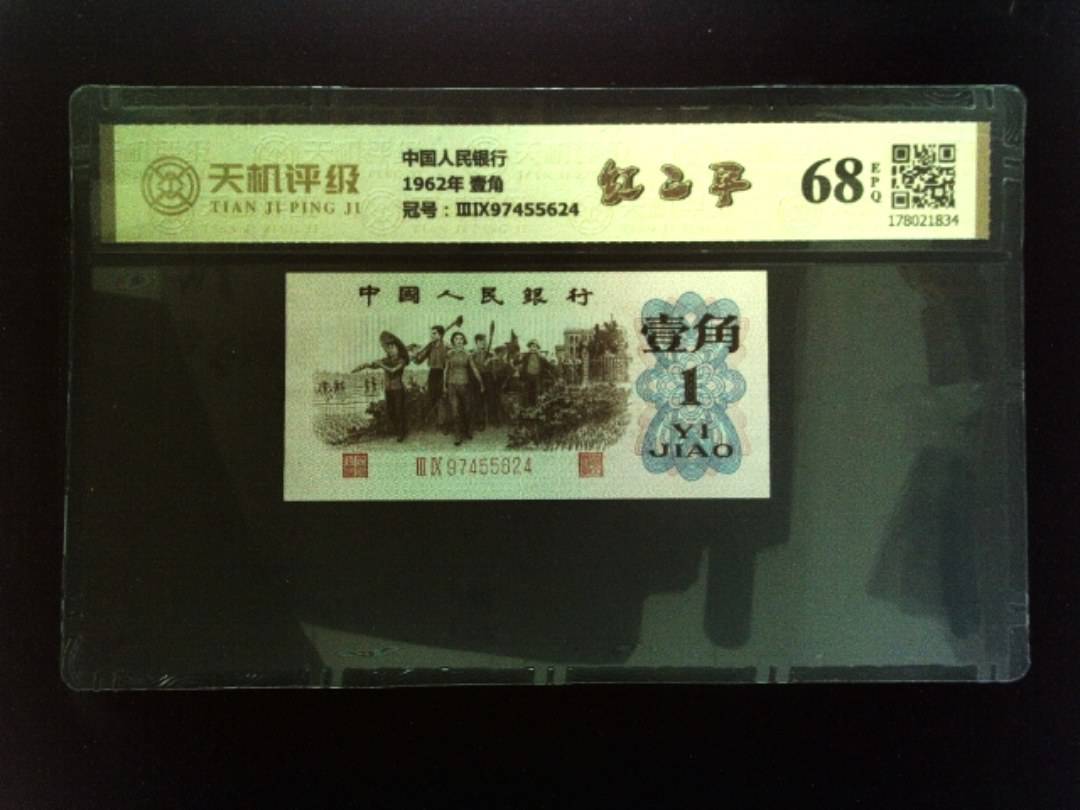 天机评级
TIAN JI PING JI
中国人民银行
1962年 壹角
冠号：ⅢⅨ97455624
红二平
68
EPQ
178021834
中國人民銀行
壹角
1
YI
JIAO
ⅢⅨ97455624